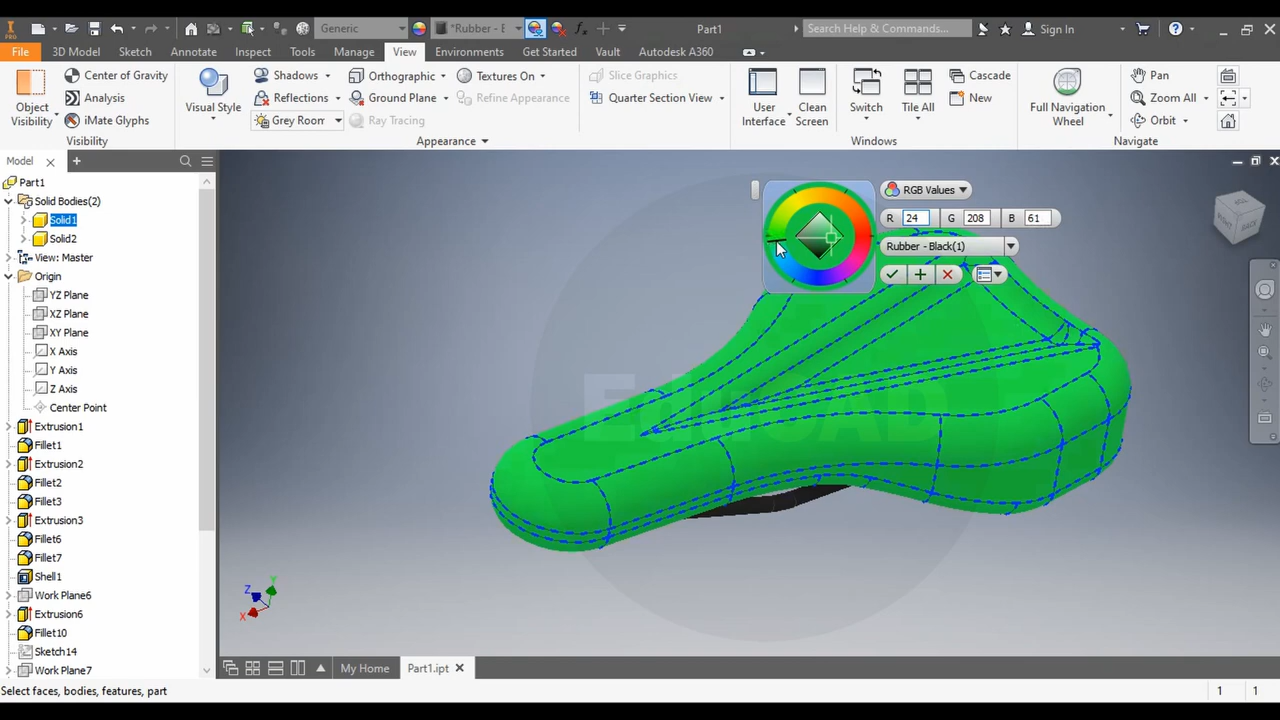 Generic
*Rubber - B
Part1
Search Help & Commands...
Sign In
PRO
File
3D Model
Sketch
Annotate
Inspect
Tools
Manage
View
Environments
Get Started
Vault
Autodesk A360
Object Visibility
Center of Gravity
Analysis
iMate Glyphs
Visibility
Visual Style
Shadows
Reflections
Grey Room
Orthographic
Ground Plane
Ray Tracing
Textures On
Refine Appearance
Appearance
Slice Graphics
Quarter Section View
User Interface
Clean Screen
Switch
Tile All
Cascade
New
Windows
Full Navigation Wheel
Pan
Zoom All
Orbit
Navigate
Model
Part1
Solid Bodies(2)
Solid1
Solid2
View: Master
Origin
YZ Plane
XZ Plane
XY Plane
X Axis
Y Axis
Z Axis
Center Point
Extrusion1
Fillet1
Extrusion2
Fillet2
Fillet3
Extrusion3
Fillet6
Fillet7
Shell1
Work Plane6
Extrusion6
Fillet10
Sketch14
Work Plane7
RGB Values
R 24 G 208 B 61
Rubber - Black(1)
EduCAD
Z Y
X
My Home
Part1.ipt
Select faces, bodies, features, part
1 1